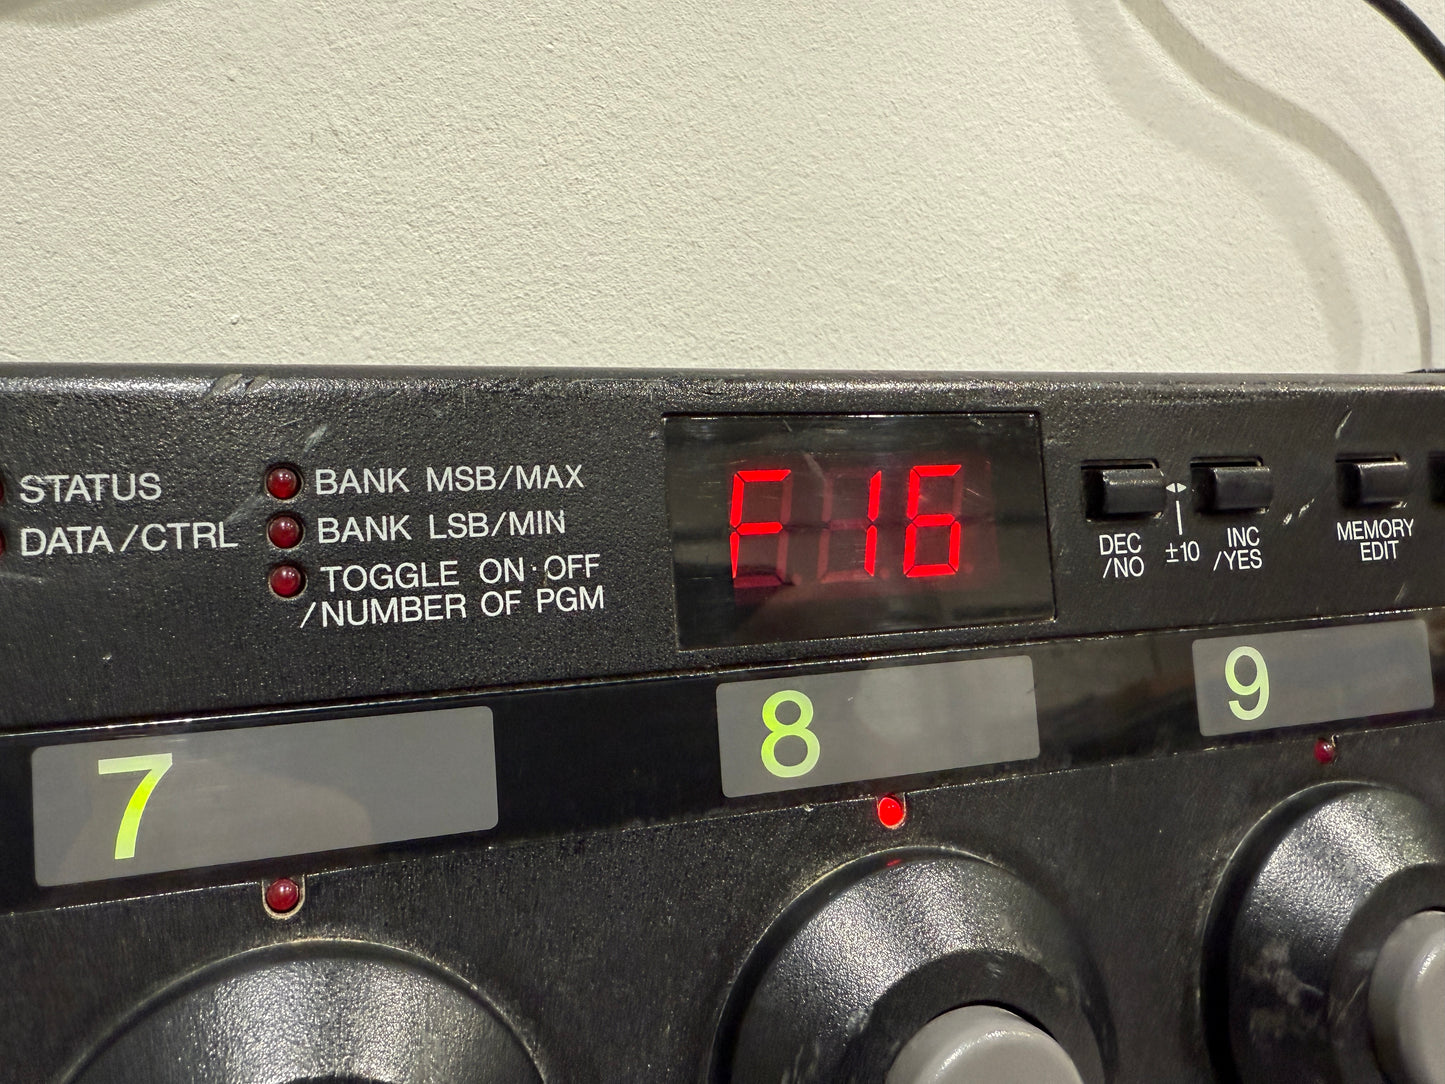 STATUS
DATA/CTRL
BANK MSB/MAX
BANK LSB/MIN
TOGGLE ON·OFF
/NUMBER OF PGM
F 16
DEC
/NO
±10
INC
/YES
MEMORY
EDIT
7
8
9